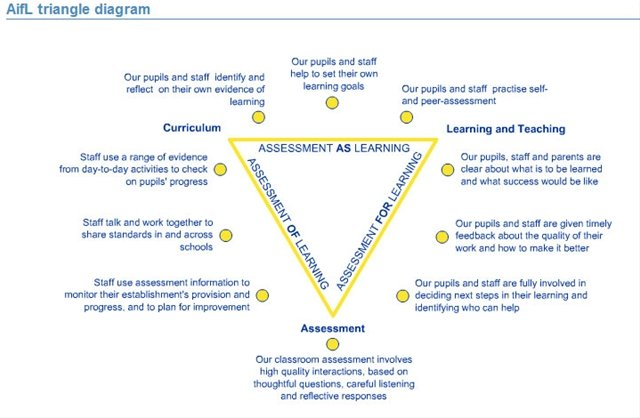 AifL triangle diagram
Our pupils and staff
help to set their own
learning goals
Our pupils and staff identify and
reflect on their own evidence of
learning
Our pupils and staff practise self-
and peer-assessment
Curriculum
Learning and Teaching
ASSESSMENT AS LEARNING
ASSESSMENT OF LEARNING
ASSESSMENT FOR LEARNING
Staff use a range of evidence
from day-to-day activities to check
on pupils' progress
Our pupils, staff and parents are
clear about what is to be learned
and what success would be like
Staff talk and work together to
share standards in and across
schools
Our pupils and staff are given timely
feedback about the quality of their
work and how to make it better
Staff use assessment information to
monitor their establishment's provision and
progress, and to plan for improvement
Our pupils and staff are fully involved in
deciding next steps in their learning and
identifying who can help
Assessment
Our classroom assessment involves
high quality interactions, based on
thoughtful questions, careful listening
and reflective responses